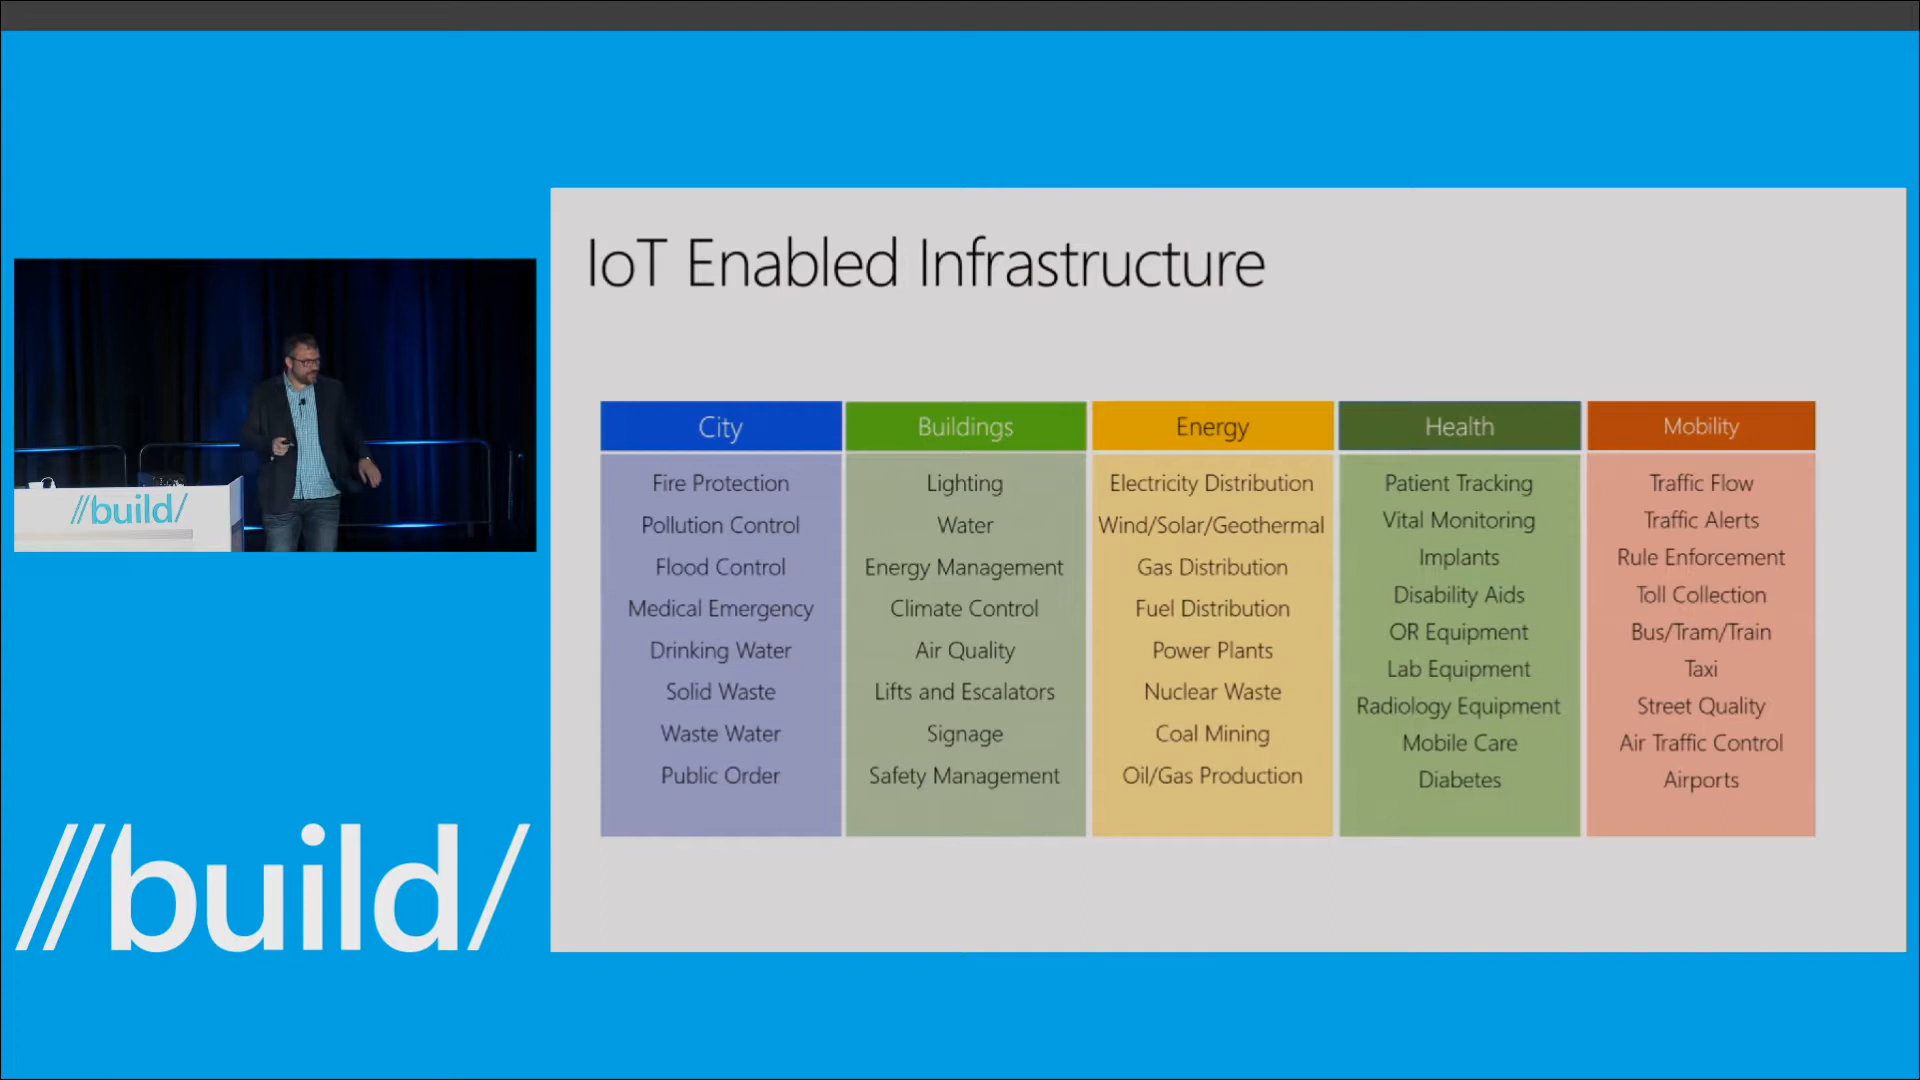 //build/
//build/
IoT Enabled Infrastructure
City
Fire Protection
Pollution Control
Flood Control
Medical Emergency
Drinking Water
Solid Waste
Waste Water
Public Order
Buildings
Lighting
Water
Energy Management
Climate Control
Air Quality
Lifts and Escalators
Signage
Safety Management
Energy
Electricity Distribution
Wind/Solar/Geothermal
Gas Distribution
Fuel Distribution
Power Plants
Nuclear Waste
Coal Mining
Oil/Gas Production
Health
Patient Tracking
Vital Monitoring
Implants
Disability Aids
OR Equipment
Lab Equipment
Radiology Equipment
Mobile Care
Diabetes
Mobility
Traffic Flow
Traffic Alerts
Rule Enforcement
Toll Collection
Bus/Tram/Train
Taxi
Street Quality
Air Traffic Control
Airports